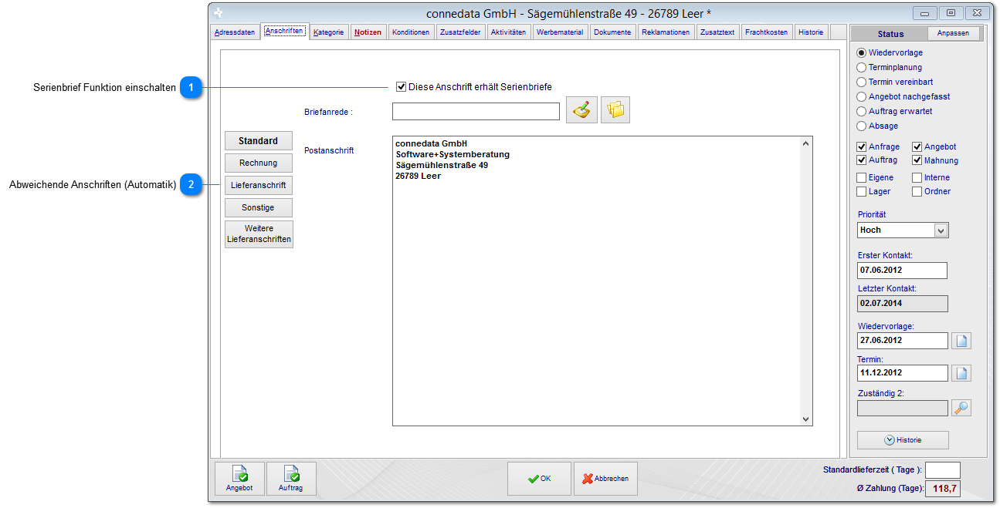 connedata GmbH - Sägemühlenstraße 49 - 26789 Leer *
Adressdaten Anschriften Kategorie Notizen Konditionen Zusatzfelder Aktivitäten Werbematerial Dokumente Reklamationen Zusatztext Frachtkosten Historie
Serienbrief Funktion einschalten 1
Diese Anschrift erhält Serienbriefe
Briefanrede :
Abweichende Anschriften (Automatik) 2
Standard
Rechnung
Lieferanschrift
Sonstige
Weitere
Lieferanschriften
Postanschrift
connedata GmbH
Software+Systemberatung
Sägemühlenstraße 49
26789 Leer
Status Anpassen
Wiedervorlage
Terminplanung
Termin vereinbart
Angebot nachgefasst
Auftrag erwartet
Absage
Anfrage Angebot
Auftrag Mahnung
Eigene Interne
Lager Ordner
Priorität
Hoch
Erster Kontakt:
07.06.2012
Letzter Kontakt:
02.07.2014
Wiedervorlage:
27.06.2012
Termin:
11.12.2012
Zuständig 2:
Historie
Angebot Auftrag OK Abbrechen
Standardlieferzeit ( Tage ):
Ø Zahlung (Tage): 118,7